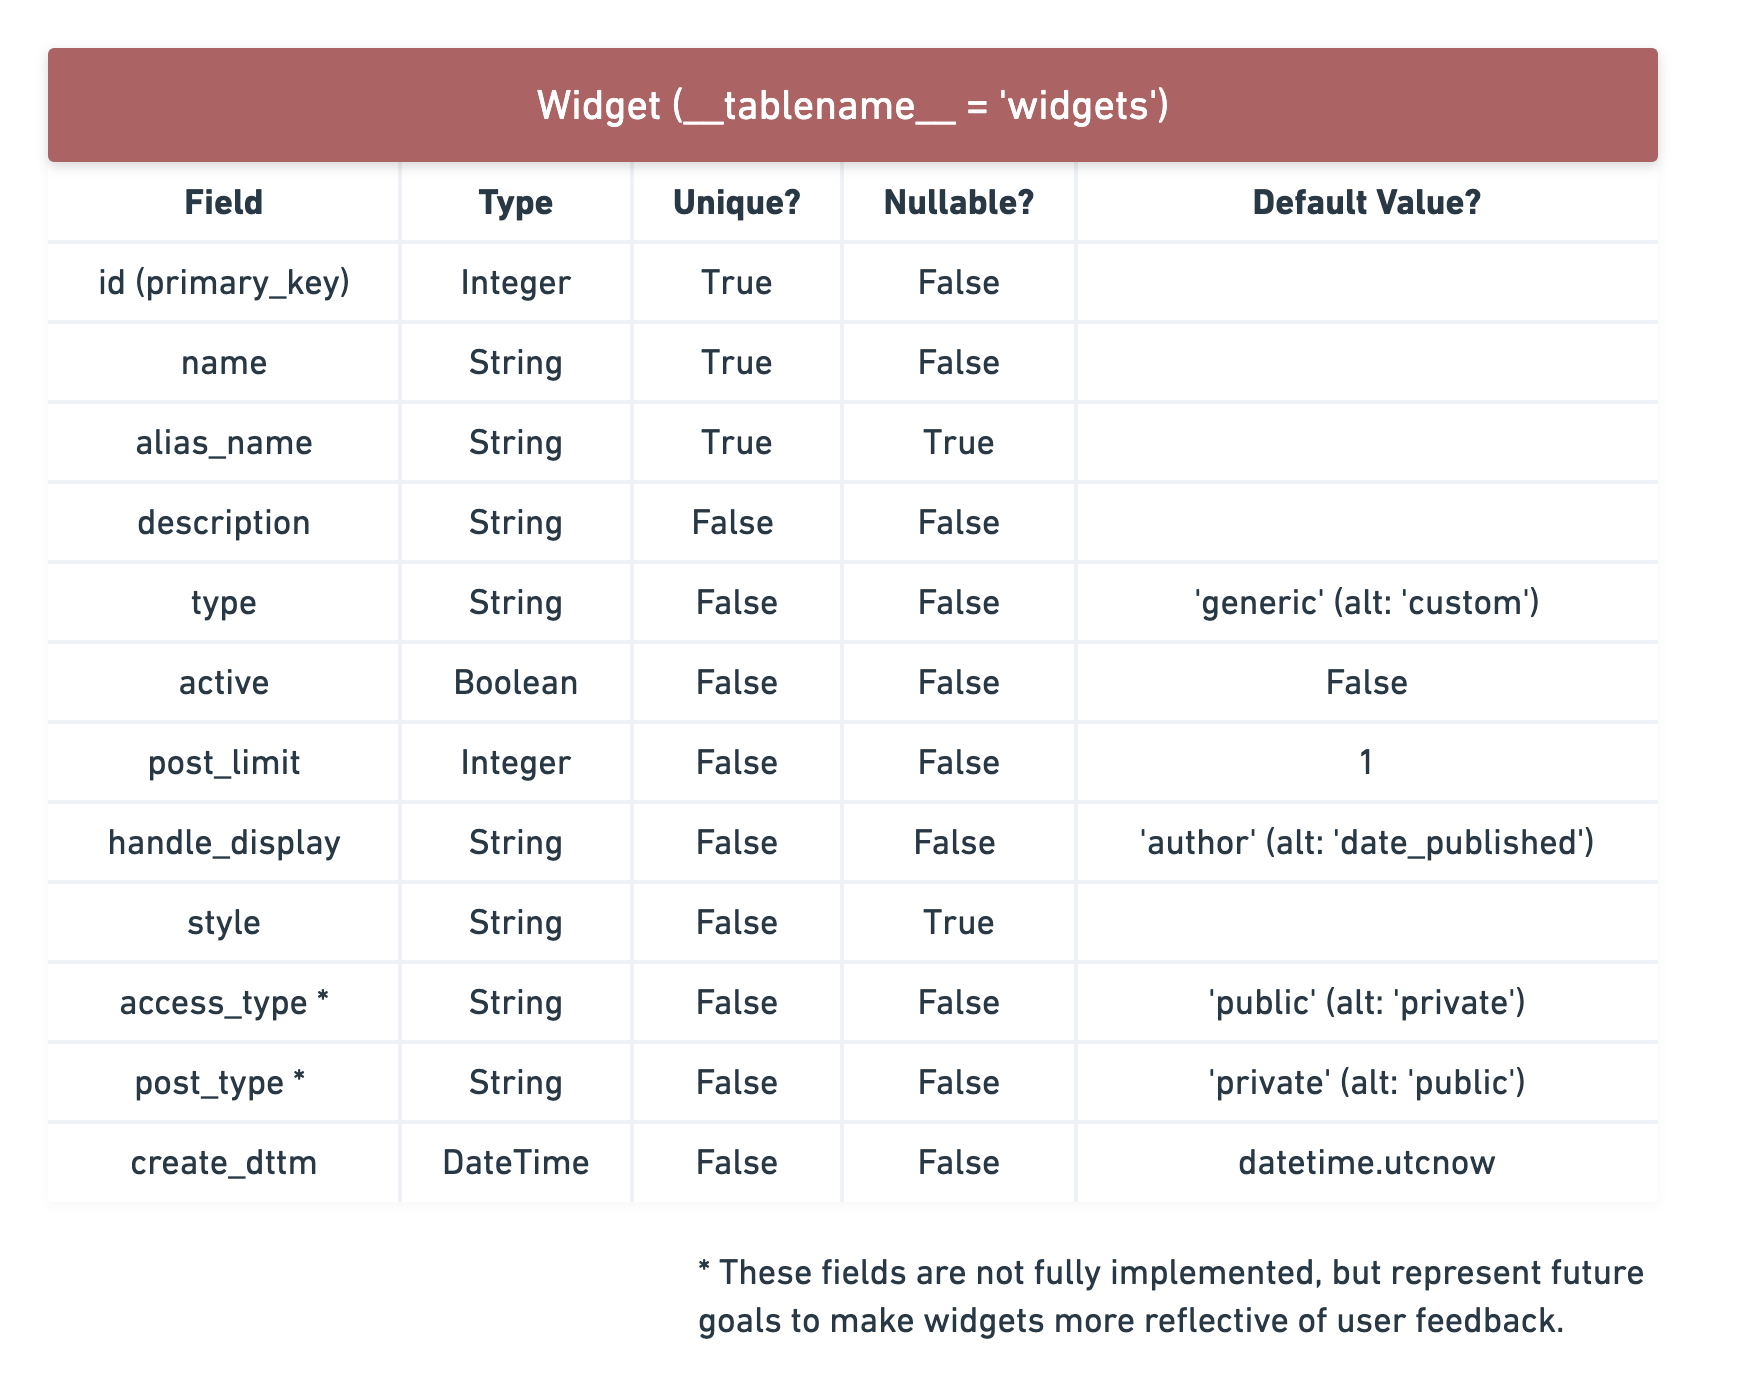 Widget (__tablename__ = 'widgets')
Field Type Unique? Nullable? Default Value?
id (primary_key) Integer True False
name String True False
alias_name String True True
description String False False
type String False False 'generic' (alt: 'custom')
active Boolean False False False
post_limit Integer False False 1
handle_display String False False 'author' (alt: 'date_published')
style String False True
access_type * String False False 'public' (alt: 'private')
post_type * String False False 'private' (alt: 'public')
create_dttm DateTime False False datetime.utcnow
* These fields are not fully implemented, but represent future
goals to make widgets more reflective of user feedback.